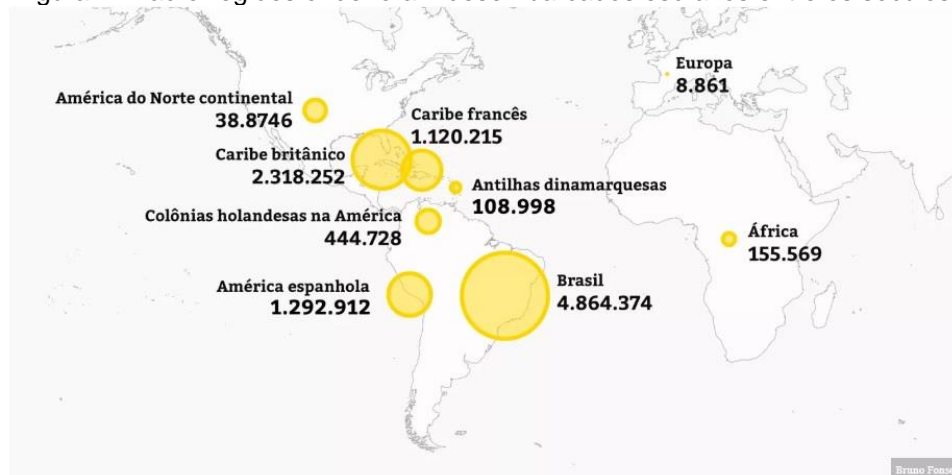 Europa
8.861
América do Norte continental
38.8746
Caribe francês
1.120.215
Caribe britânico
2.318.252
Antilhas dinamarquesas
108.998
Colônias holandesas na América
444.728
África
155.569
América espanhola
1.292.912
Brasil
4.864.374
Bruno Fonse